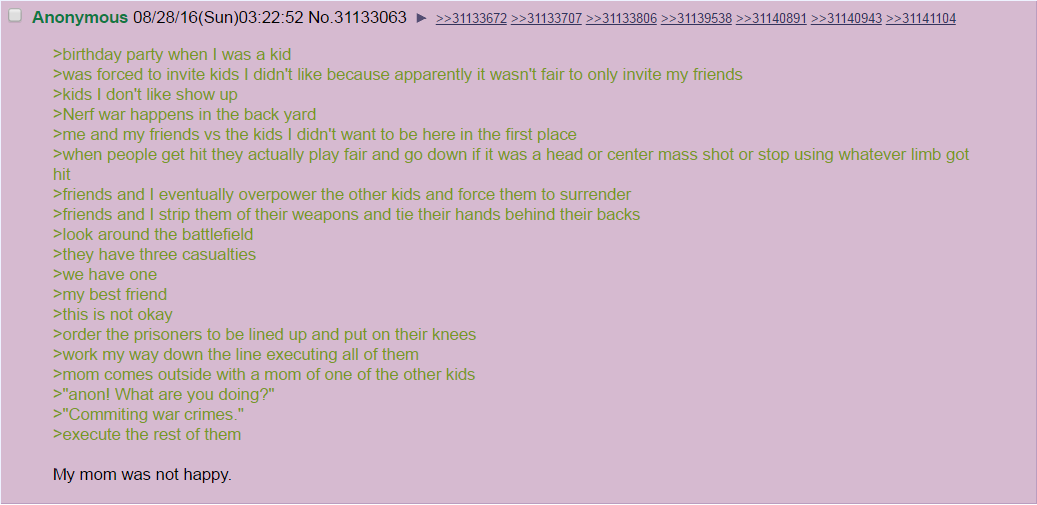 Anonymous 08/28/16(Sun)03:22:52 No.31133063 ▶ >>31133672 >>31133707 >>31133806 >>31139538 >>31140891 >>31140943 >>31141104
>birthday party when I was a kid
>was forced to invite kids I didn't like because apparently it wasn't fair to only invite my friends
>kids I don't like show up
>Nerf war happens in the back yard
>me and my friends vs the kids I didn't want to be here in the first place
>when people get hit they actually play fair and go down if it was a head or center mass shot or stop using whatever limb got
hit
>friends and I eventually overpower the other kids and force them to surrender
>friends and I strip them of their weapons and tie their hands behind their backs
>look around the battlefield
>they have three casualties
>we have one
>my best friend
>this is not okay
>order the prisoners to be lined up and put on their knees
>work my way down the line executing all of them
>mom comes outside with a mom of one of the other kids
>"anon! What are you doing?"
>"Commiting war crimes."
>execute the rest of them
My mom was not happy.